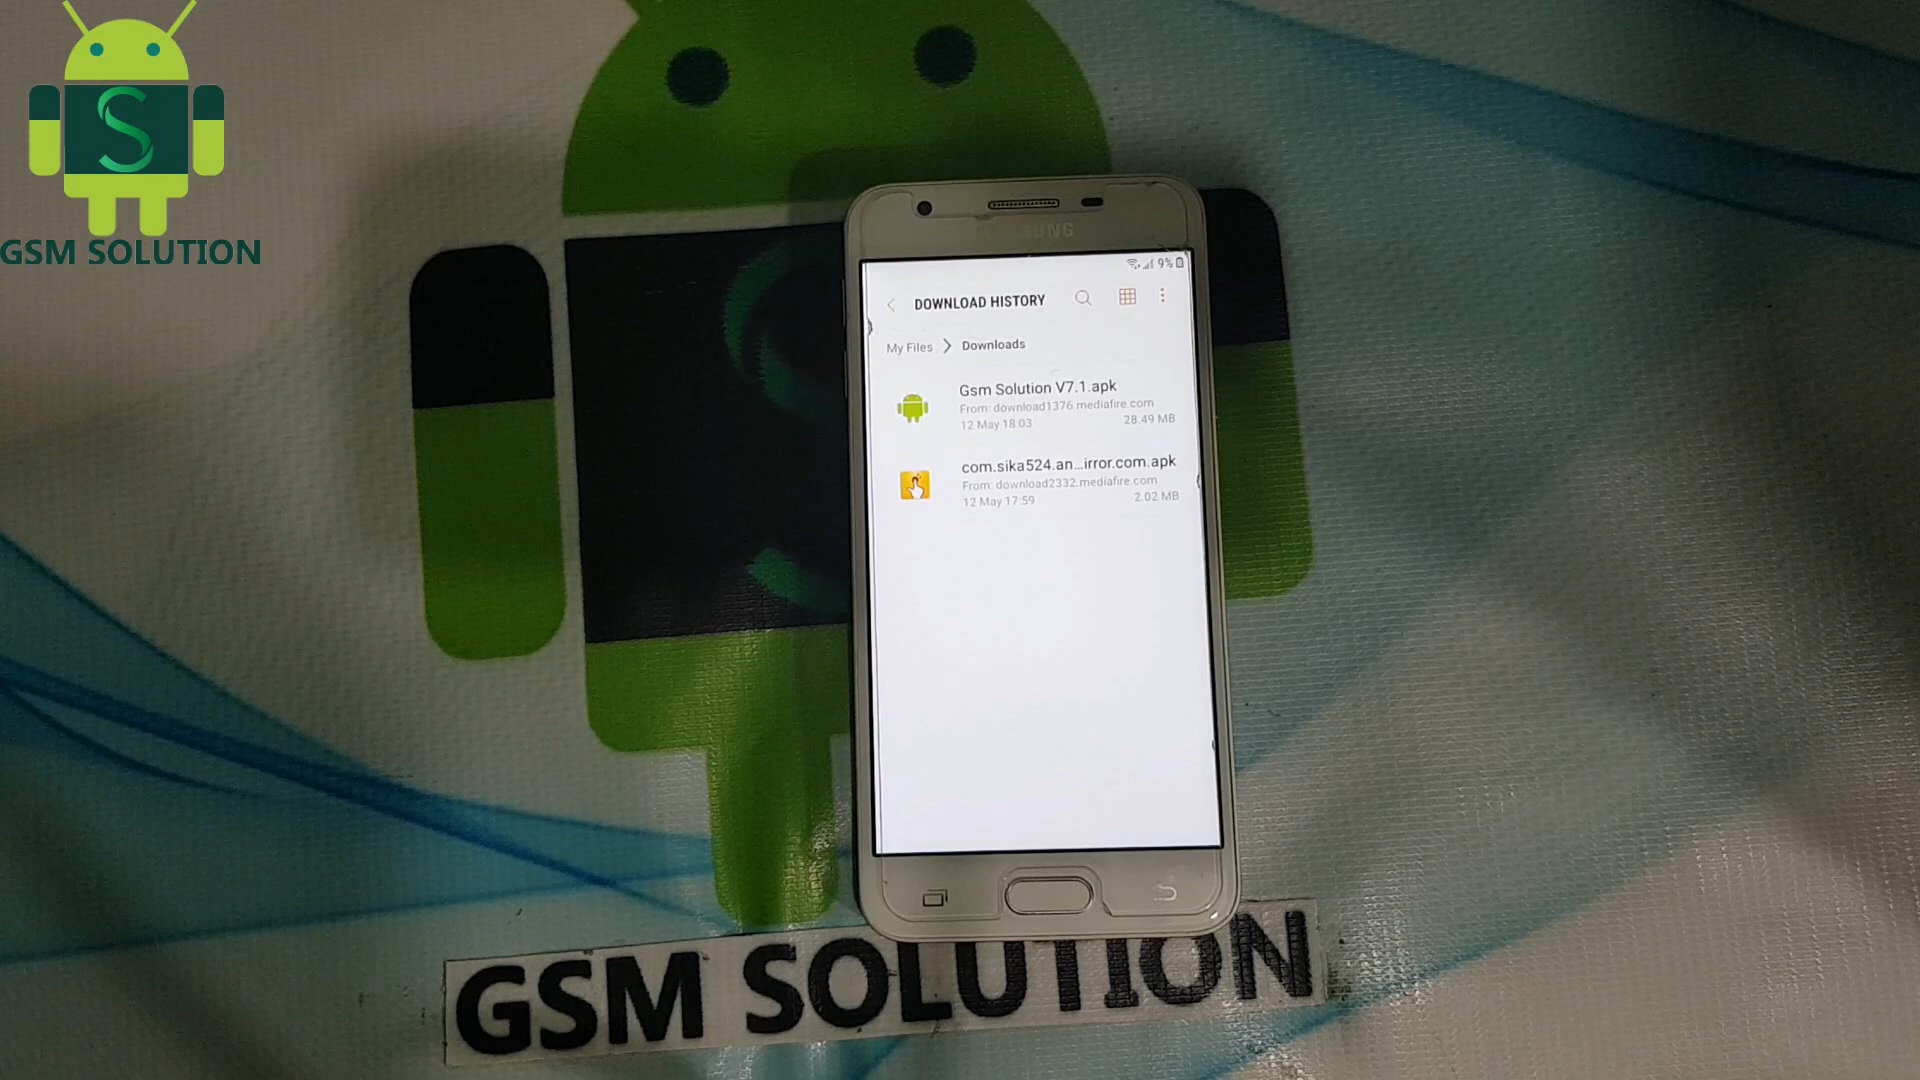 S
GSM SOLUTION
SAMSUNG
9%
DOWNLOAD HISTORY
My Files > Downloads
Gsm Solution V7.1.apk
From: download1376.mediafire.com
12 May 18:03 28.49 MB
com.sika524.an...irror.com.apk
From: download2332.mediafire.com
12 May 17:59 2.02 MB
GSM SOLUTION